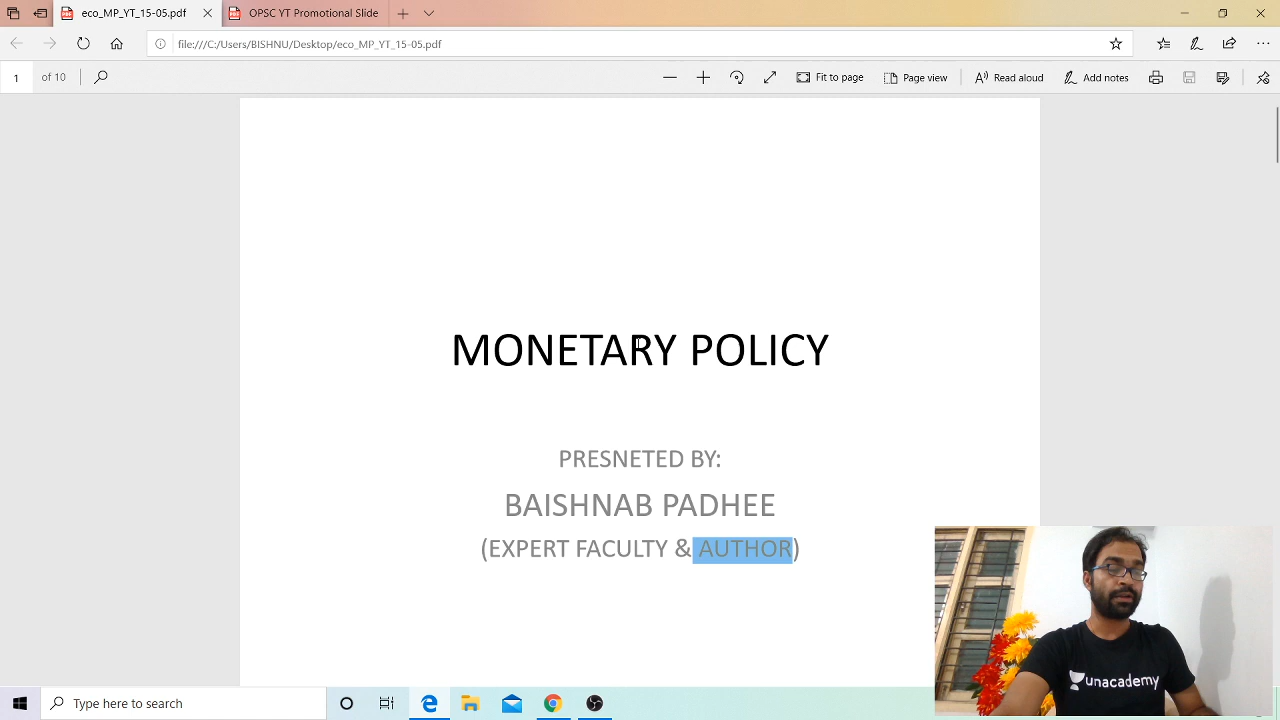 eco_MP_YT_15-05.pdf
OPSC YT Promotional Slide
file:///C:/Users/BISHNU/Desktop/eco_MP_YT_15-05.pdf
1 of 10
Fit to page
Page view
Read aloud
Add notes
MONETARY POLICY
PRESNETED BY:
BAISHNAB PADHEE
(EXPERT FACULTY & AUTHOR)
unacademy
Type here to search